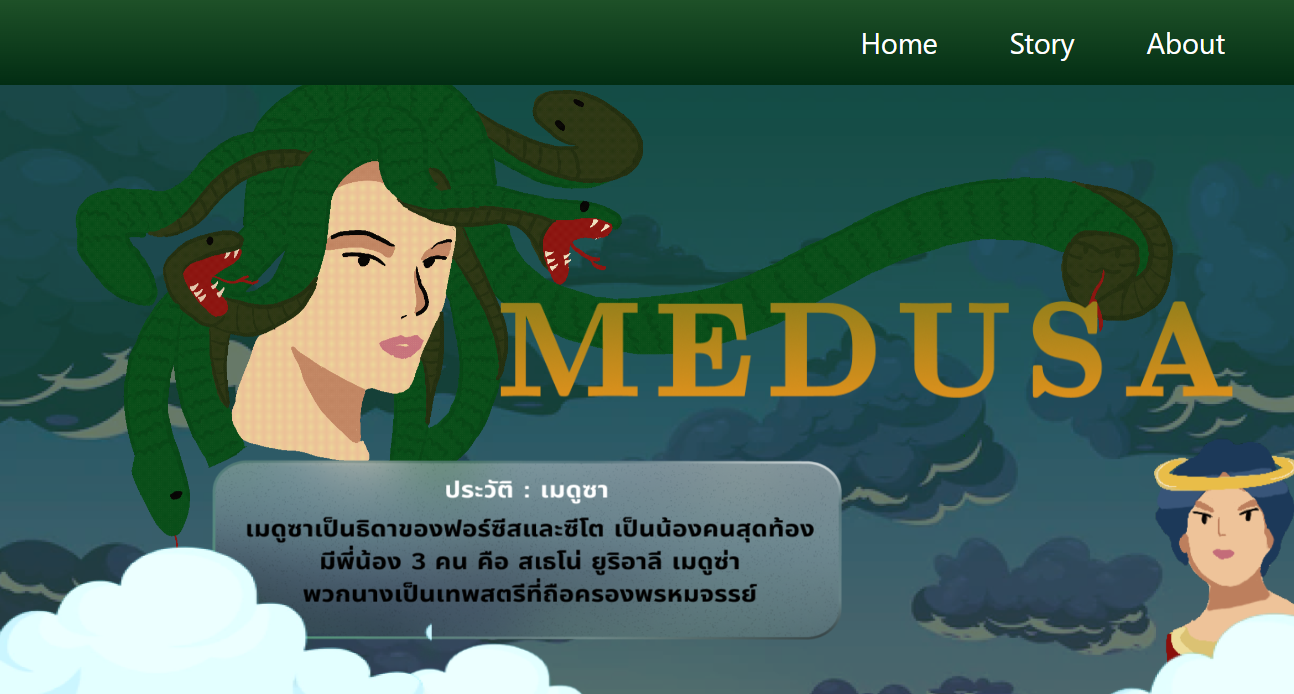 Home Story About
MEDUSA
ประวัติ : เมดูซา
เมดูซาเป็นธิดาของฟอร์ซีสและซีโต เป็นน้องคนสุดท้อง
มีพี่น้อง 3 คน คือ สเธโน่ ยูริอาลี เมดูซ่า
พวกนางเป็นเทพสตรีที่ถือครองพรหมจรรย์